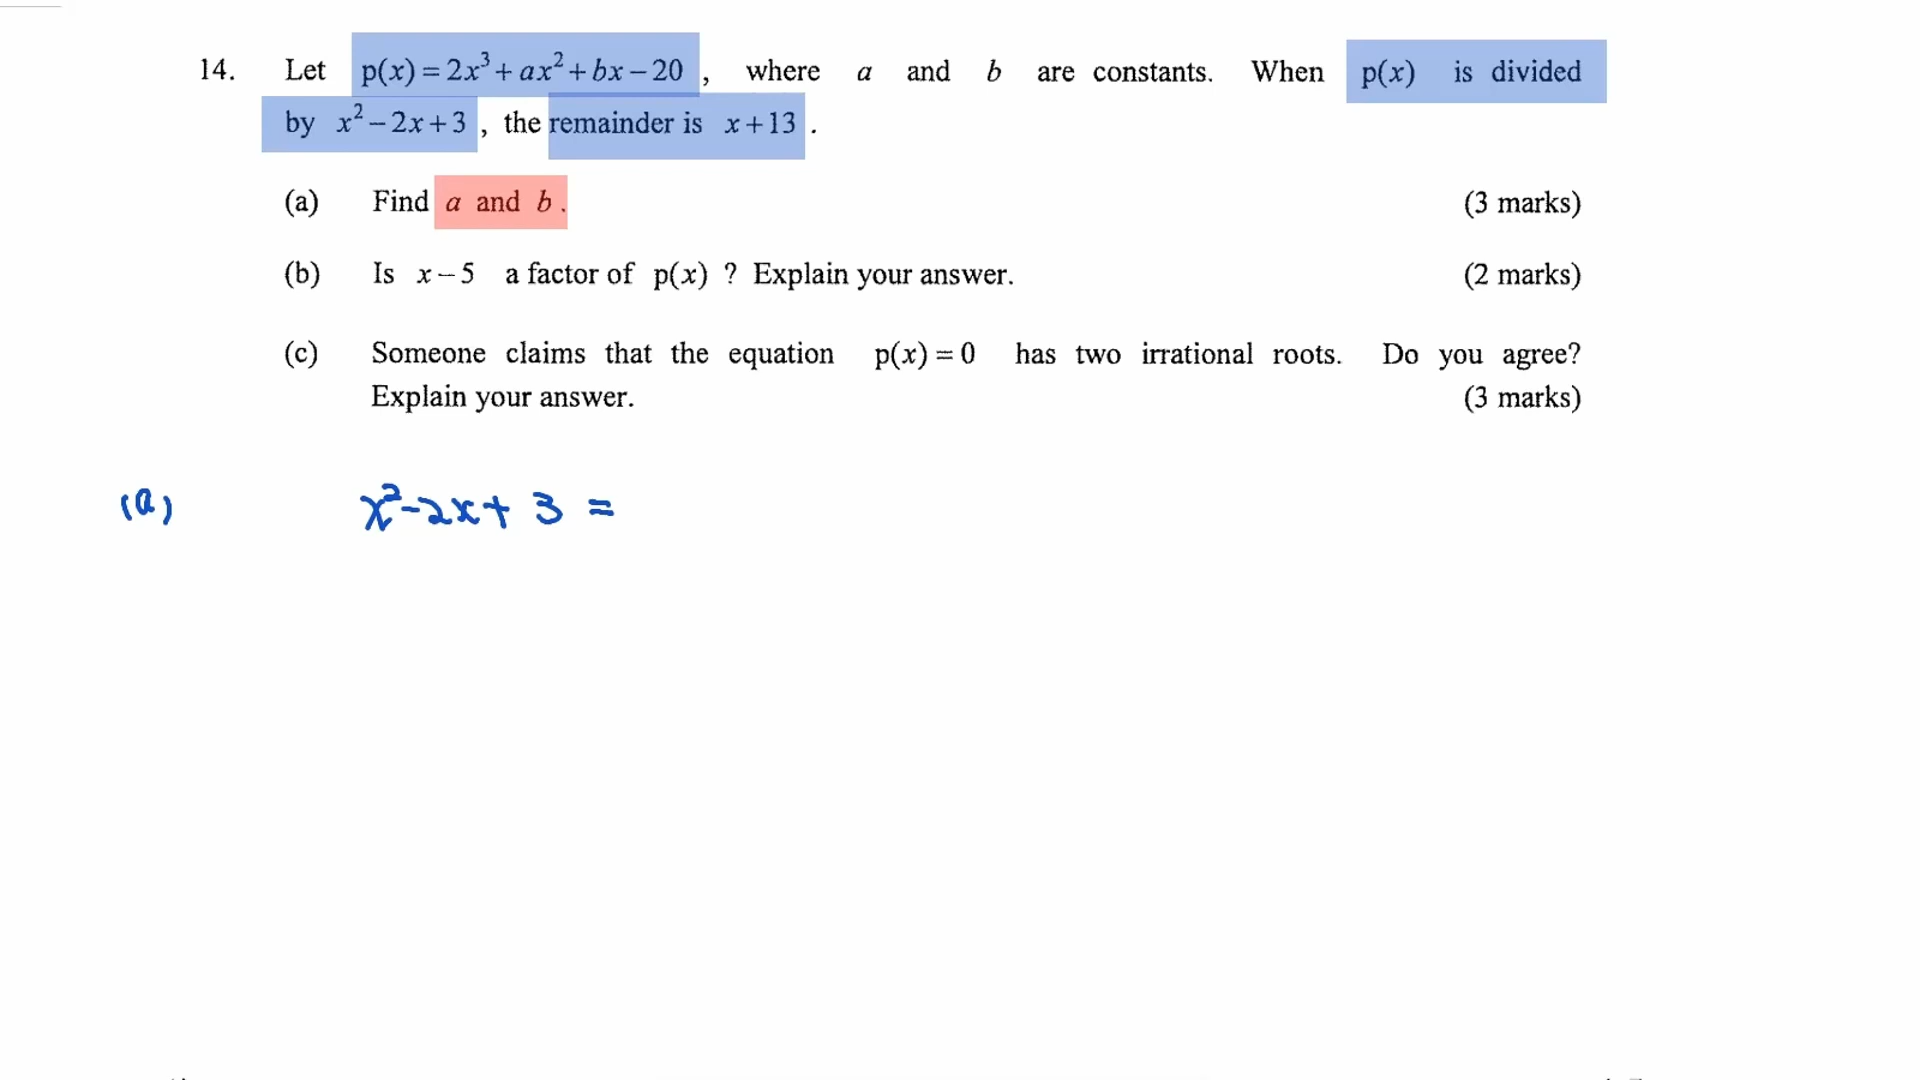 14. Let p(x) = 2x³ + ax² + bx − 20 , where a and b are constants. When p(x) is divided
by x² − 2x + 3 , the remainder is x + 13 .
(a) Find a and b . (3 marks)
(b) Is x − 5 a factor of p(x) ? Explain your answer. (2 marks)
(c) Someone claims that the equation p(x) = 0 has two irrational roots. Do you agree?
Explain your answer. (3 marks)
(a) x² − 2x + 3 =